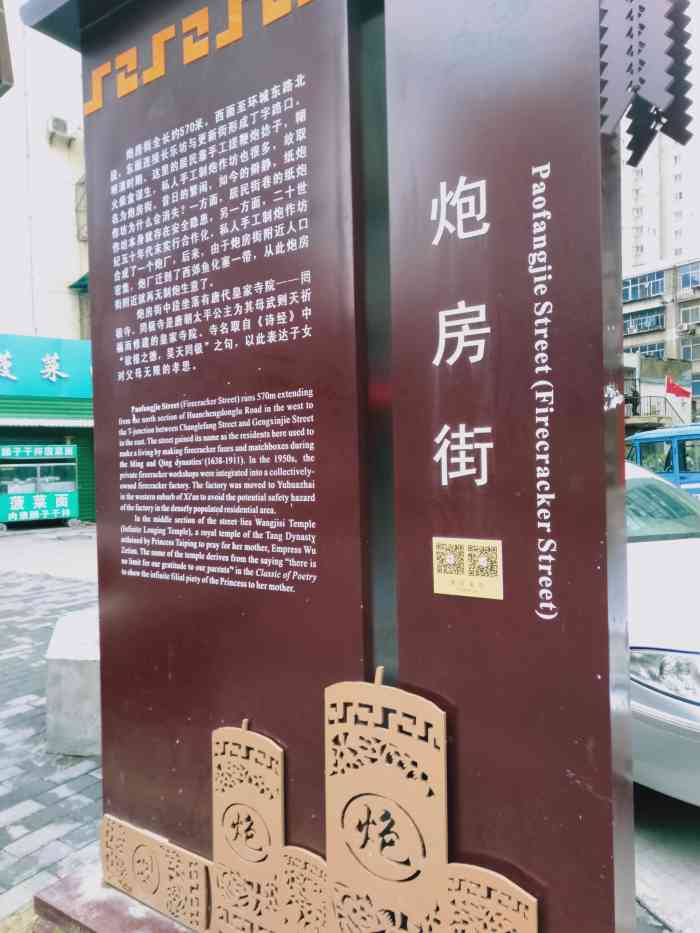 炮房街全长约570米，西面至环城东路北
段，东面连接长乐坊与更新街形成丁字路口。
明清时期，这里的居民靠手工搓鞭炮捻子，糊
火柴盒谋生，私人手工制炮作坊也很多，故取
名为炮房街。昔日的繁闹，如今的僻静，纸炮
作坊为什么会消失？一方面，居民街巷的纸炮
作坊本身就存在安全隐患，另一方面，二十世
纪五十年代末实行合作化，私人手工制炮作坊
合成了一个炮厂，后来，由于炮房街附近人口
密集，炮厂迁到了西郊鱼化寨一带，从此炮房
街附近就再无制炮生意了。
炮房街中段坐落有唐代皇家寺院——罔
极寺。罔极寺是唐朝太平公主为其母武则天祈
福而修建的皇家寺院，寺名取自《诗经》中
“欲报之德，昊天罔极”之句，以此表达子女
对父母无限的孝思。
Paofangjie Street (Firecracker Street) runs 570m extending
from the north section of Huanchengdonglu Road in the west to
the T-junction between Changlefang Street and Gengxinjie Street
in the east. The street gained its name as the residents here used to
make a living by making firecracker fuzes and matchboxes during
the Ming and Qing dynasties (1638-1911). In the 1950s, the
private firecracker workshops were integrated into a collectively-
owned firecracker factory. The factory was moved to Yuhuazhai
in the western suburb of Xi'an to avoid the potential safety hazard
of the factory in the densely populated residential area.
In the middle section of the street lies Wangjisi Temple
(Infinite Longing Temple), a royal temple of the Tang Dynasty
ordained by Princess Taiping to pray for her mother, Empress Wu
Zetian. The name of the temple derives from the saying "there is
no limit for our gratitude to our parents" in the Classic of Poetry
to show the infinite filial piety of the Princess to her mother.
炮房街
Paofangjie Street (Firecracker Street)
炮
炮
菠菜
菠菜面